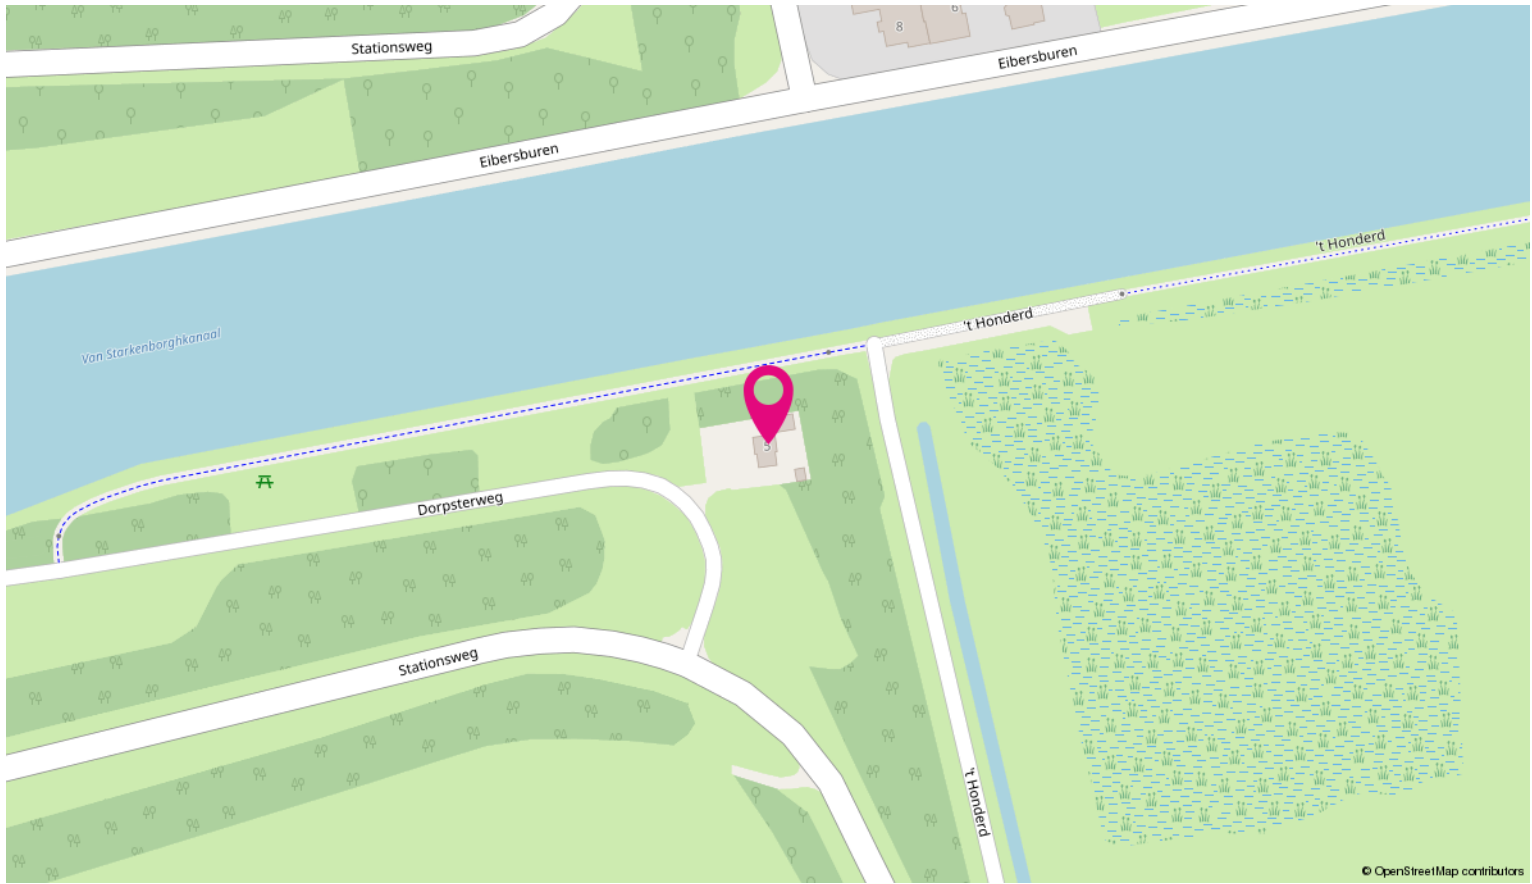 8
6
Stationsweg
Eibersburen
Eibersburen
't Honderd
't Honderd
Van Starkenborghkanaal
5
Dorpsterweg
Stationsweg
't Honderd
© OpenStreetMap contributors